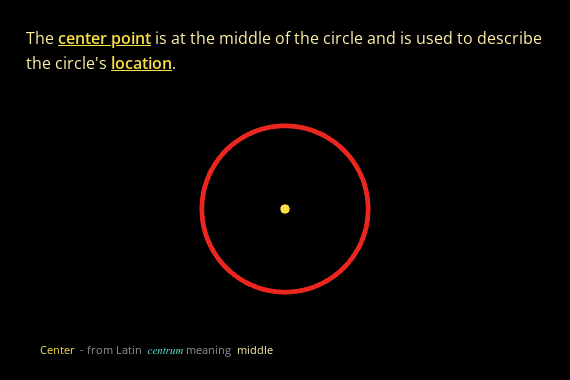 The center point is at the middle of the circle and is used to describe
the circle's location.
Center - from Latin centrum meaning middle